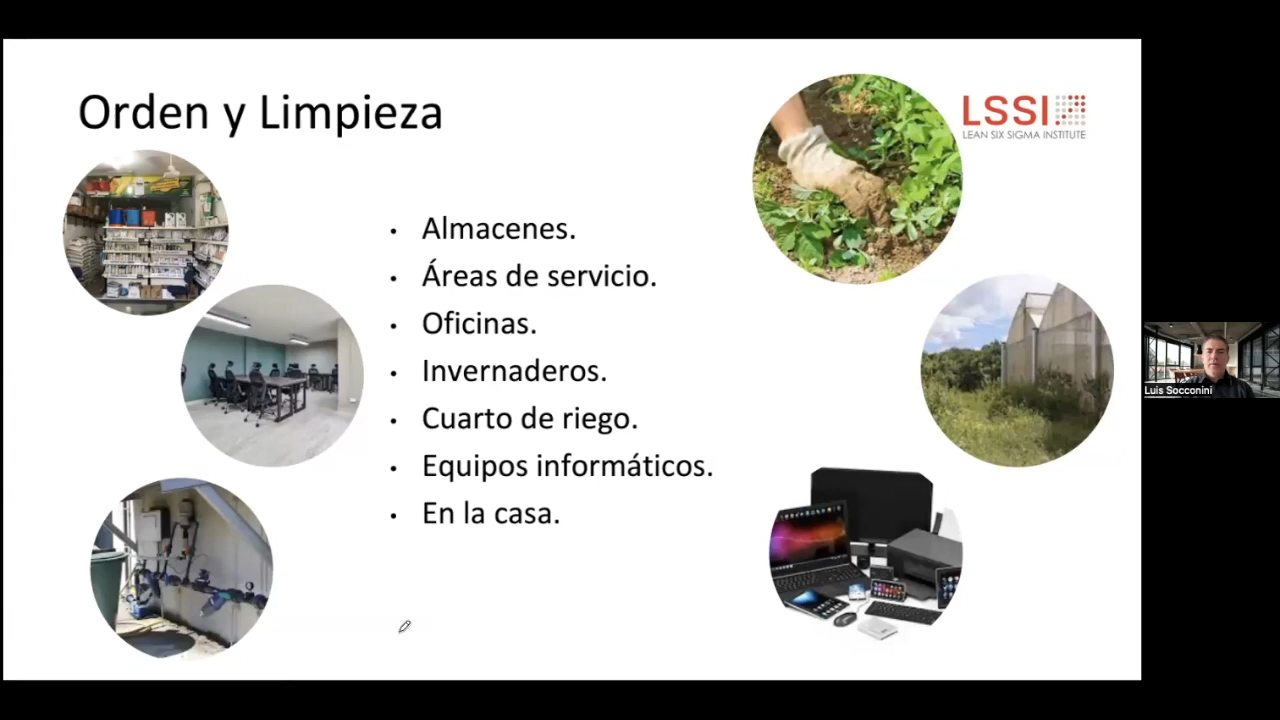 Orden y Limpieza
LSSI
LEAN SIX SIGMA INSTITUTE
• Almacenes.
• Áreas de servicio.
• Oficinas.
• Invernaderos.
• Cuarto de riego.
• Equipos informáticos.
• En la casa.
Luis Socconini